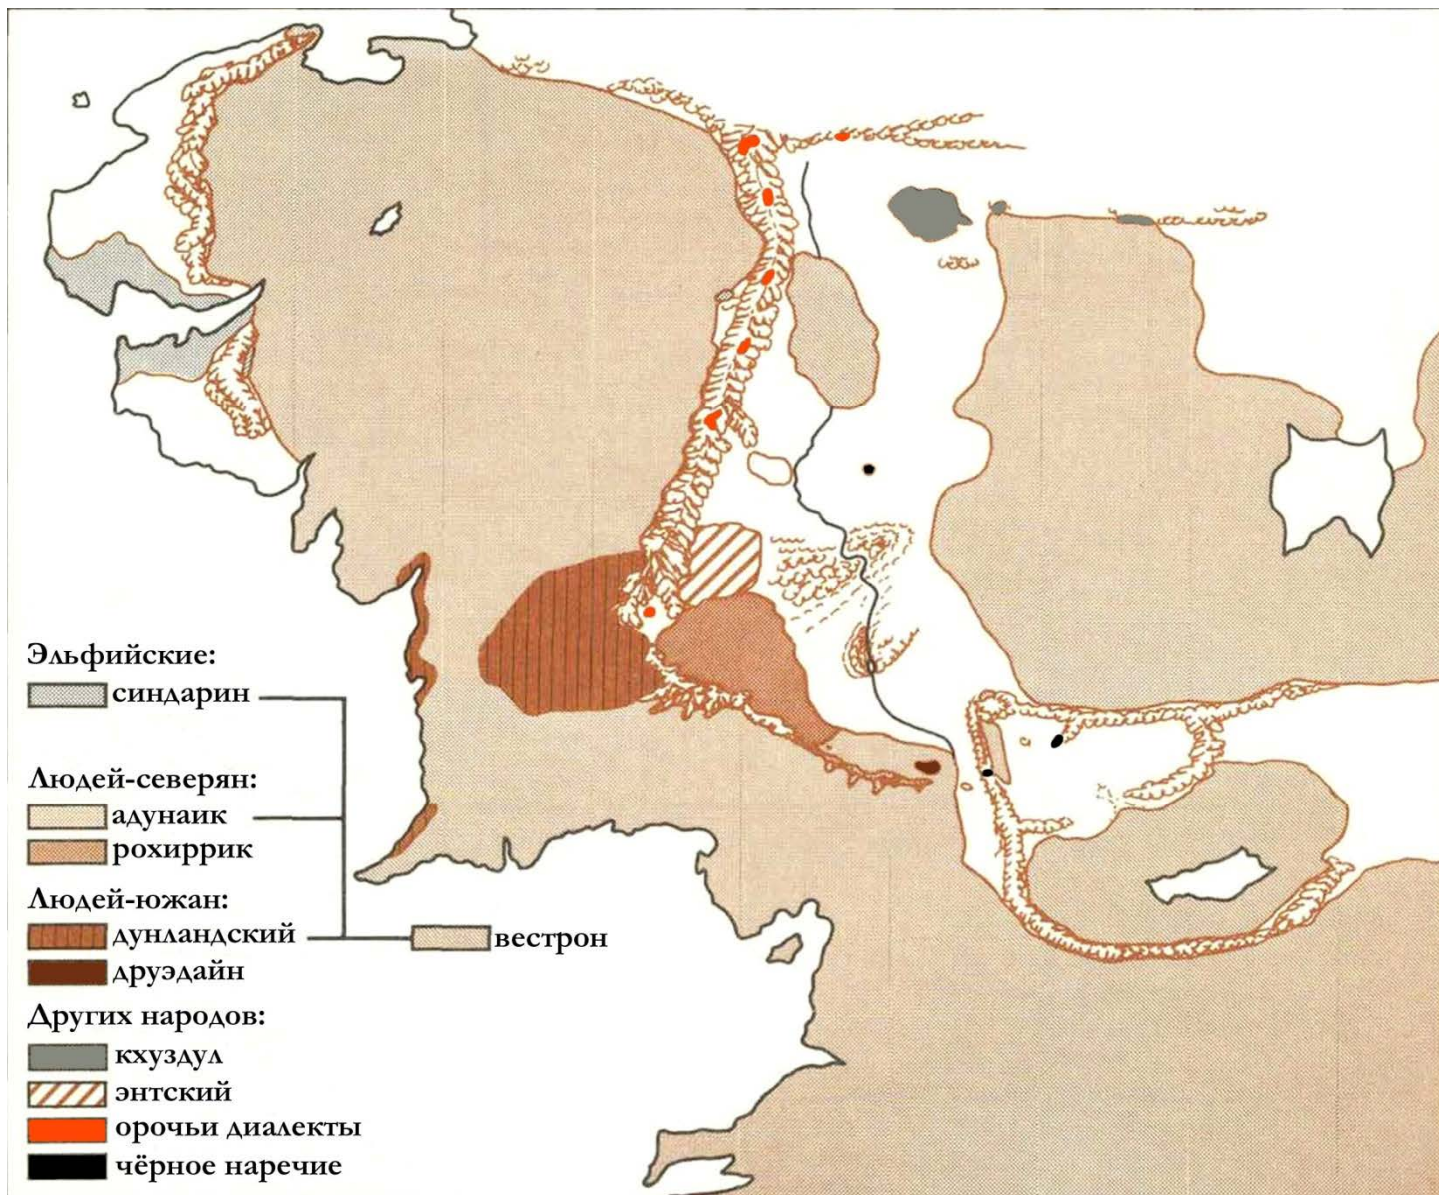 Эльфийские:
синдарин
Людей-северян:
адунаик
рохиррик
Людей-южан:
дунландский
вестрон
друэдайн
Других народов:
кхуздул
энтский
орочьи диалекты
чёрное наречие